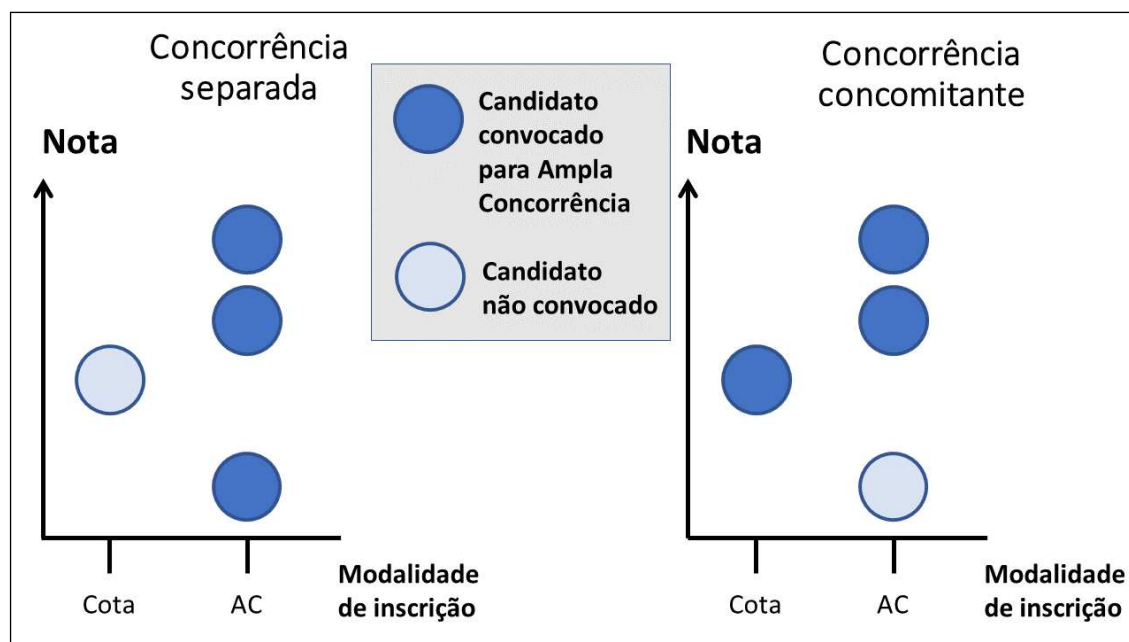 Concorrência
separada
Nota
Cota
AC
Modalidade
de inscrição
Candidato
convocado
para Ampla
Concorrência
Candidato
não convocado
Concorrência
concomitante
Nota
Cota
AC
Modalidade
de inscrição